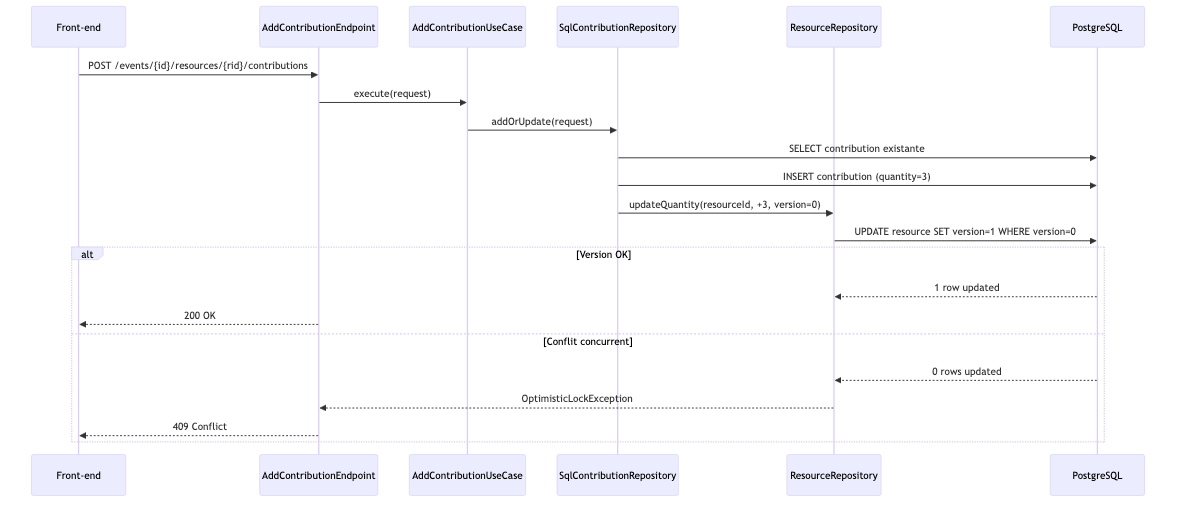 Front-end
AddContributionEndpoint
AddContributionUseCase
SqlContributionRepository
ResourceRepository
PostgreSQL
POST /events/{id}/resources/{rid}/contributions
execute(request)
addOrUpdate(request)
SELECT contribution existante
INSERT contribution (quantity=3)
updateQuantity(resourceId, +3, version=0)
UPDATE resource SET version=1 WHERE version=0
alt
[Version OK]
1 row updated
200 OK
[Conflit concurrent]
0 rows updated
OptimisticLockException
409 Conflict
Front-end
AddContributionEndpoint
AddContributionUseCase
SqlContributionRepository
ResourceRepository
PostgreSQL